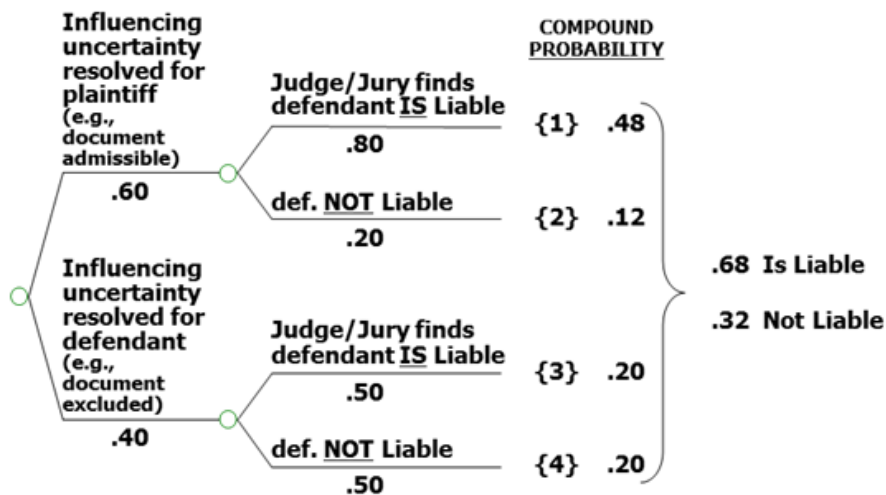 Influencing
uncertainty
resolved for
plaintiff
(e.g.,
document
admissible)
.60
Judge/Jury finds
defendant IS Liable
.80
def. NOT Liable
.20
Influencing
uncertainty
resolved for
defendant
(e.g.,
document
excluded)
.40
Judge/Jury finds
defendant IS Liable
.50
def. NOT Liable
.50
COMPOUND
PROBABILITY
{1} .48
{2} .12
{3} .20
{4} .20
.68 Is Liable
.32 Not Liable